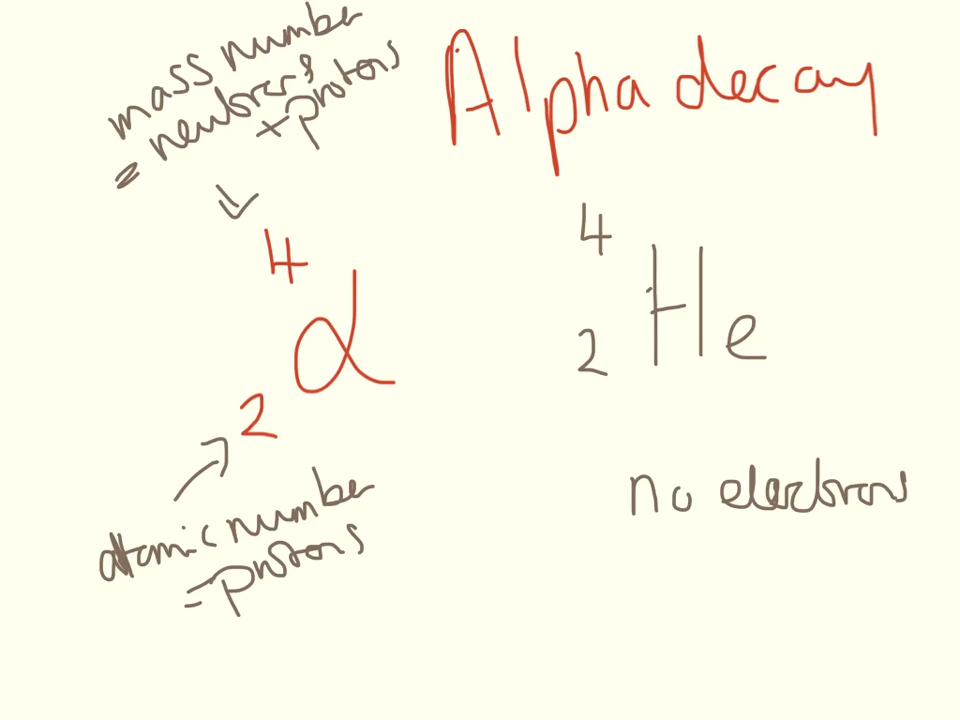 mass number
= neutrons
+ protons
Alpha decay
4
α
2
4
He
2
atomic number
= protons
no electrons